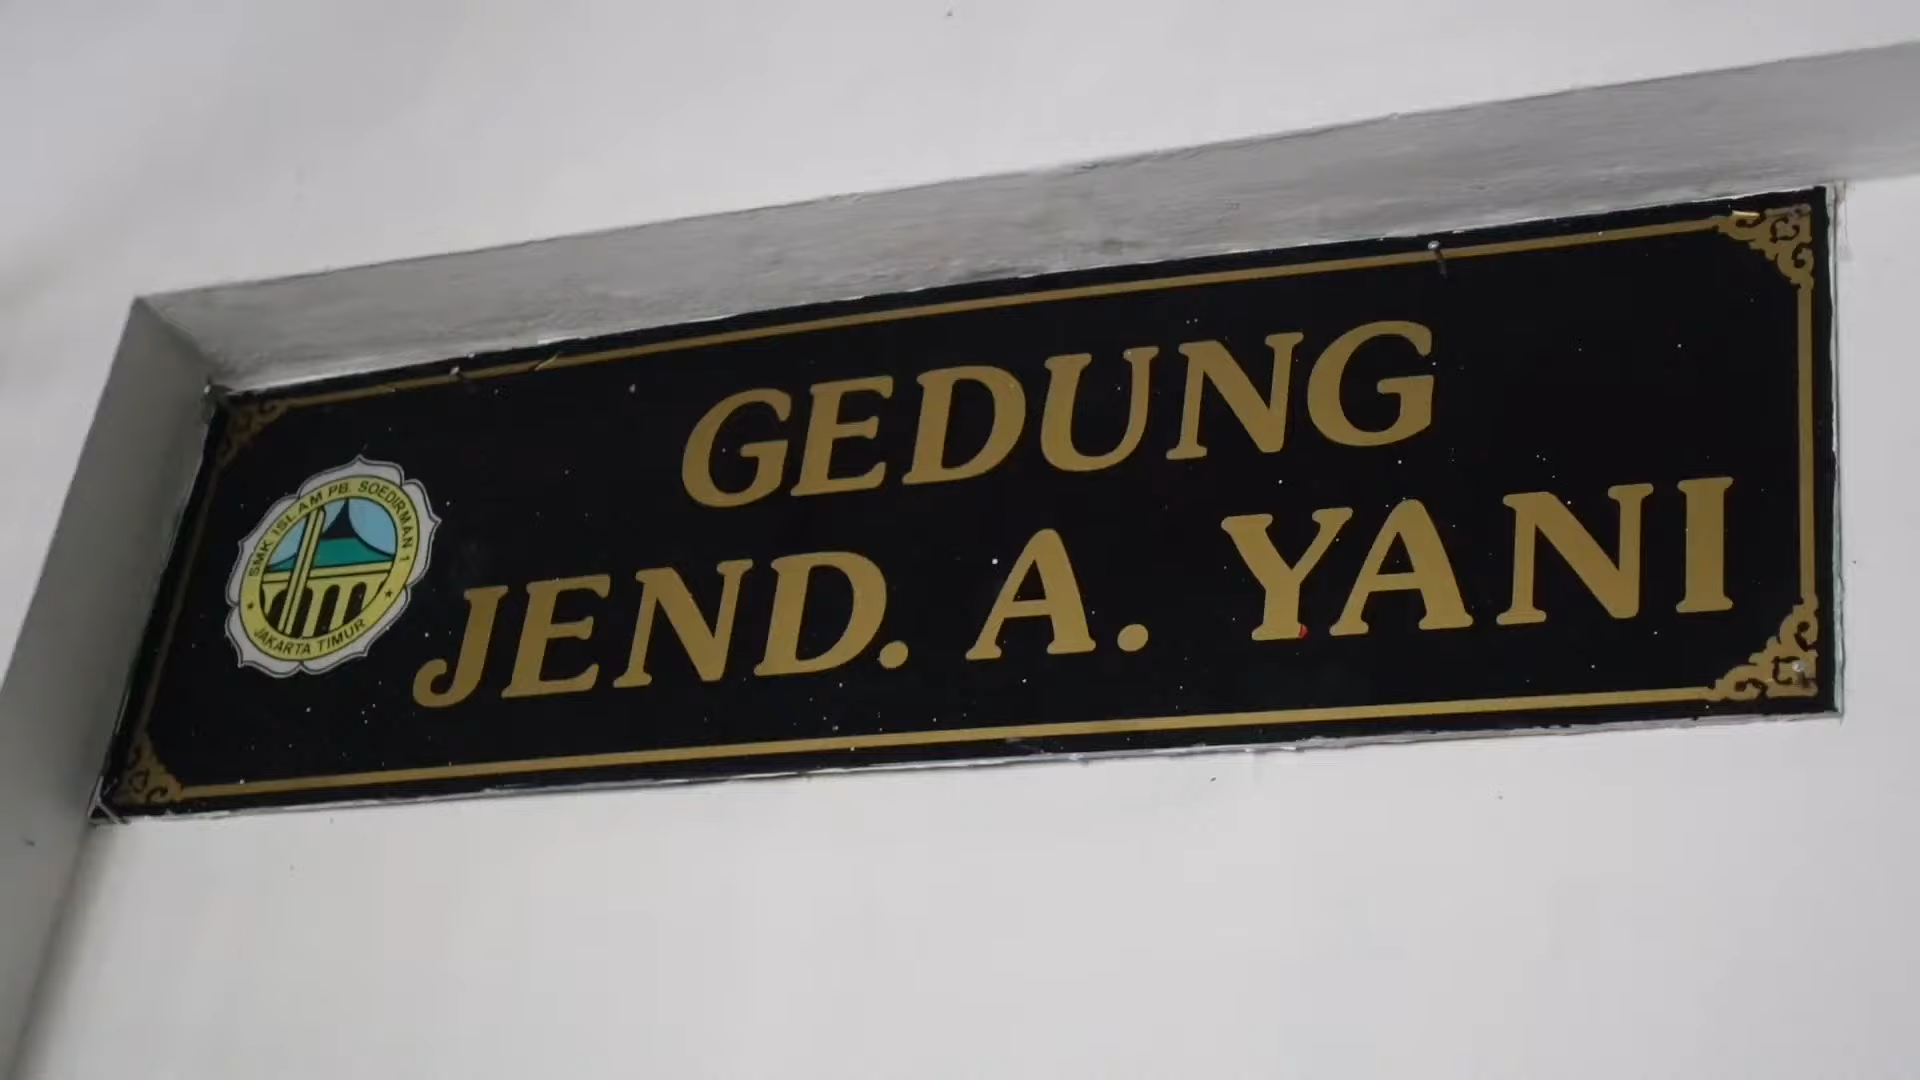 GEDUNG
JEND. A. YANI
SMK ISLAM PB. SOEDIRMAN 1
JAKARTA TIMUR